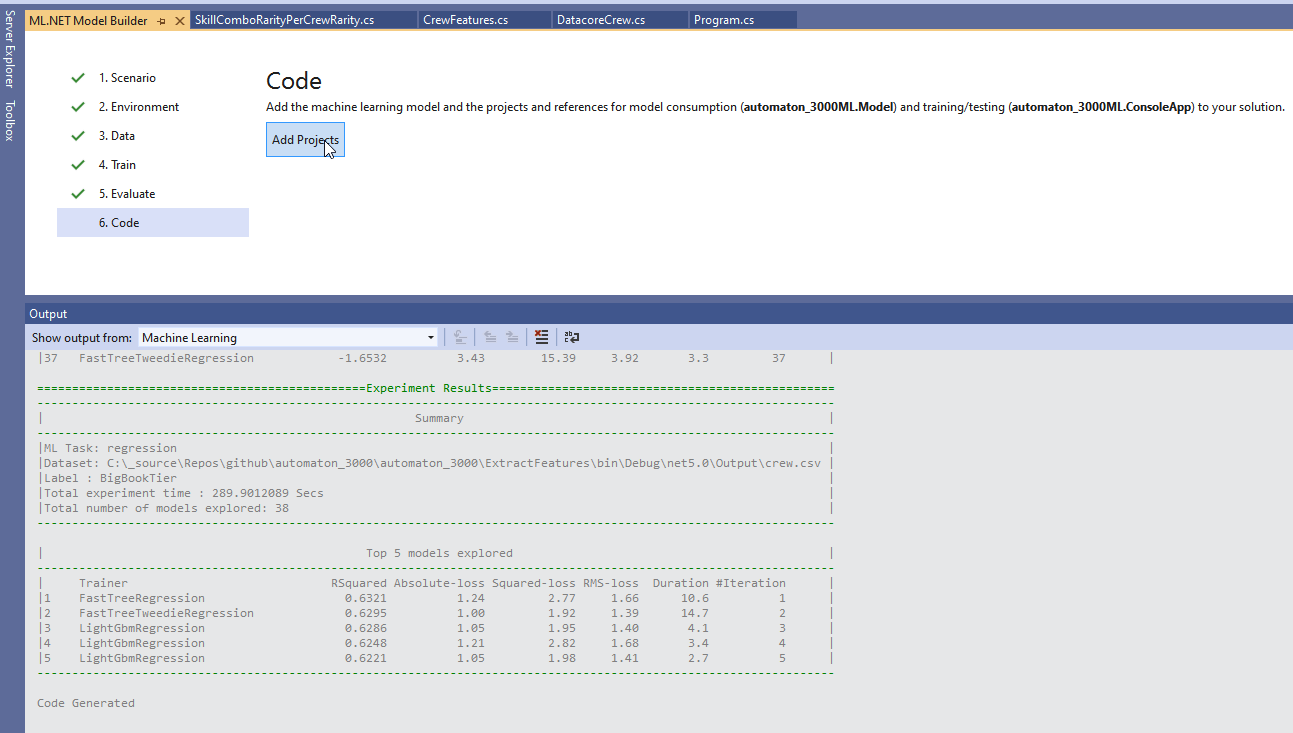 Server Explorer
Toolbox
ML.NET Model Builder SkillComboRarityPerCrewRarity.cs CrewFeatures.cs DatacoreCrew.cs Program.cs
1. Scenario
2. Environment
3. Data
4. Train
5. Evaluate
6. Code
Code
Add the machine learning model and the projects and references for model consumption (automaton_3000ML.Model) and training/testing (automaton_3000ML.ConsoleApp) to your solution.
Add Projects
Output
Show output from: Machine Learning
|37 FastTreeTweedieRegression -1.6532 3.43 15.39 3.92 3.3 37 |
===============================================Experiment Results=================================================
------------------------------------------------------------------------------------------------------------------
| Summary |
------------------------------------------------------------------------------------------------------------------
|ML Task: regression |
|Dataset: C:\_source\Repos\github\automaton_3000\automaton_3000\ExtractFeatures\bin\Debug\net5.0\Output\crew.csv |
|Label : BigBookTier |
|Total experiment time : 289.9012089 Secs |
|Total number of models explored: 38 |
------------------------------------------------------------------------------------------------------------------
| Top 5 models explored |
------------------------------------------------------------------------------------------------------------------
| Trainer RSquared Absolute-loss Squared-loss RMS-loss Duration #Iteration |
|1 FastTreeRegression 0.6321 1.24 2.77 1.66 10.6 1 |
|2 FastTreeTweedieRegression 0.6295 1.00 1.92 1.39 14.7 2 |
|3 LightGbmRegression 0.6286 1.05 1.95 1.40 4.1 3 |
|4 LightGbmRegression 0.6248 1.21 2.82 1.68 3.4 4 |
|5 LightGbmRegression 0.6221 1.05 1.98 1.41 2.7 5 |
------------------------------------------------------------------------------------------------------------------
Code Generated